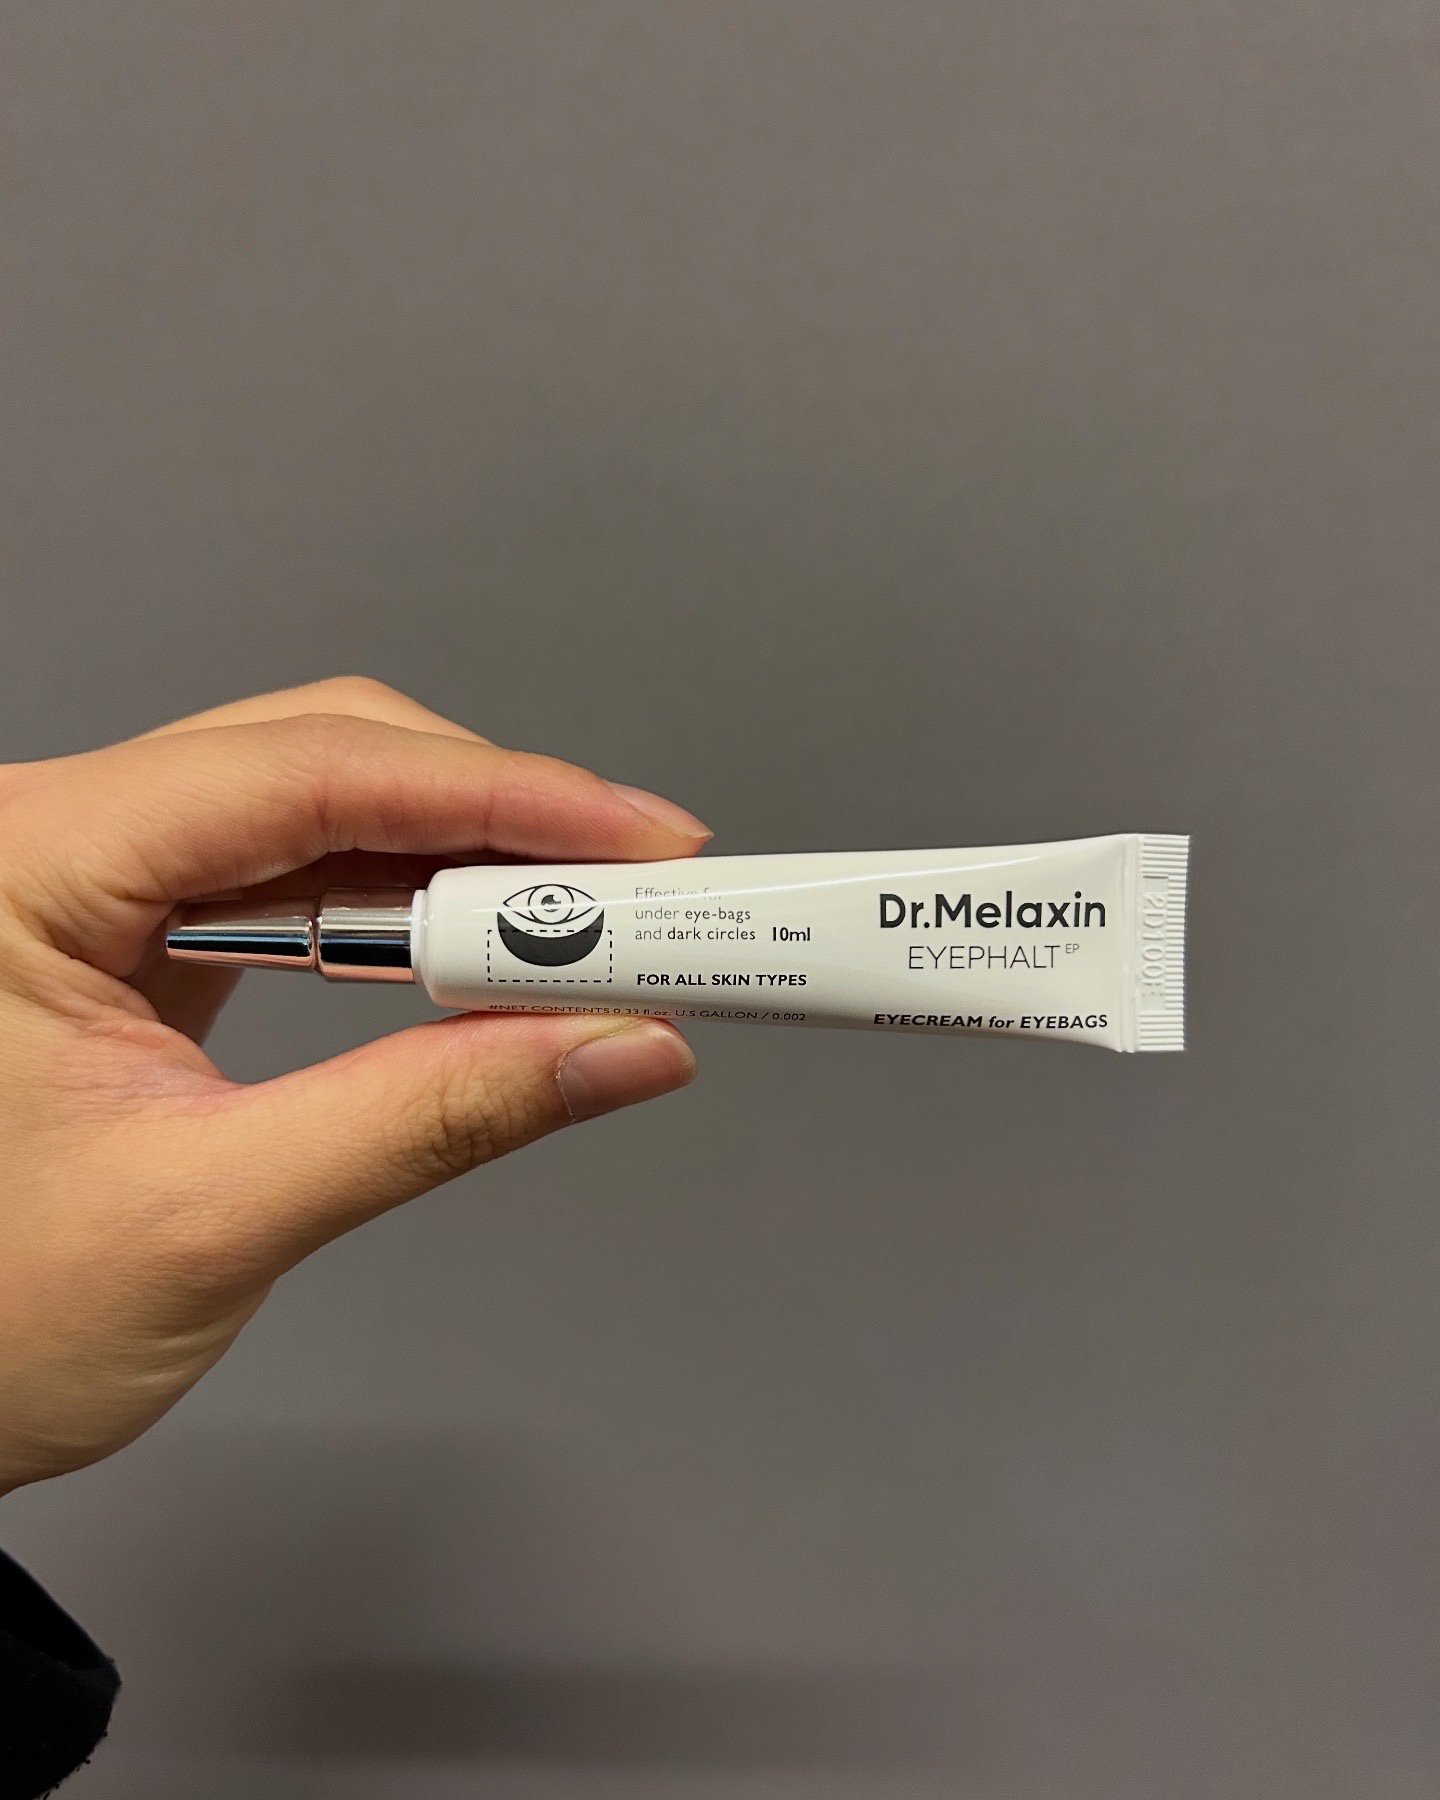 Effective for
under eye-bags
and dark circles 10ml
FOR ALL SKIN TYPES
#NET CONTENTS 0.33 fl.oz. U.S GALLON / 0.002
Dr.Melaxin
EYEPHALT EP
EYECREAM for EYEBAGS